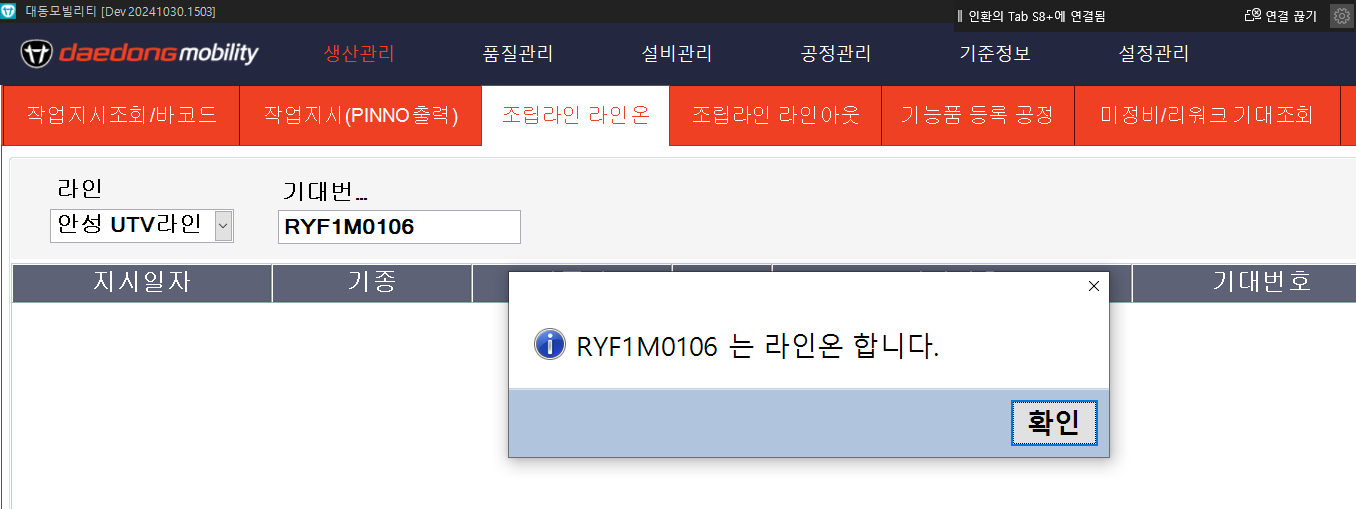 대동모빌리티 [Dev 20241030.1503]
인환의 Tab S8+에 연결됨 연결 끊기
daedong mobility 생산관리 품질관리 설비관리 공정관리 기준정보 설정관리
작업지시조회/바코드 작업지시(PINNO출력) 조립라인 라인온 조립라인 라인아웃 기능품 등록 공정 미정비/리워크 기대조회
라인 기대번...
안성 UTV라인 RYF1M0106
지시일자 기종 기대번호
RYF1M0106 는 라인온 합니다.
확인